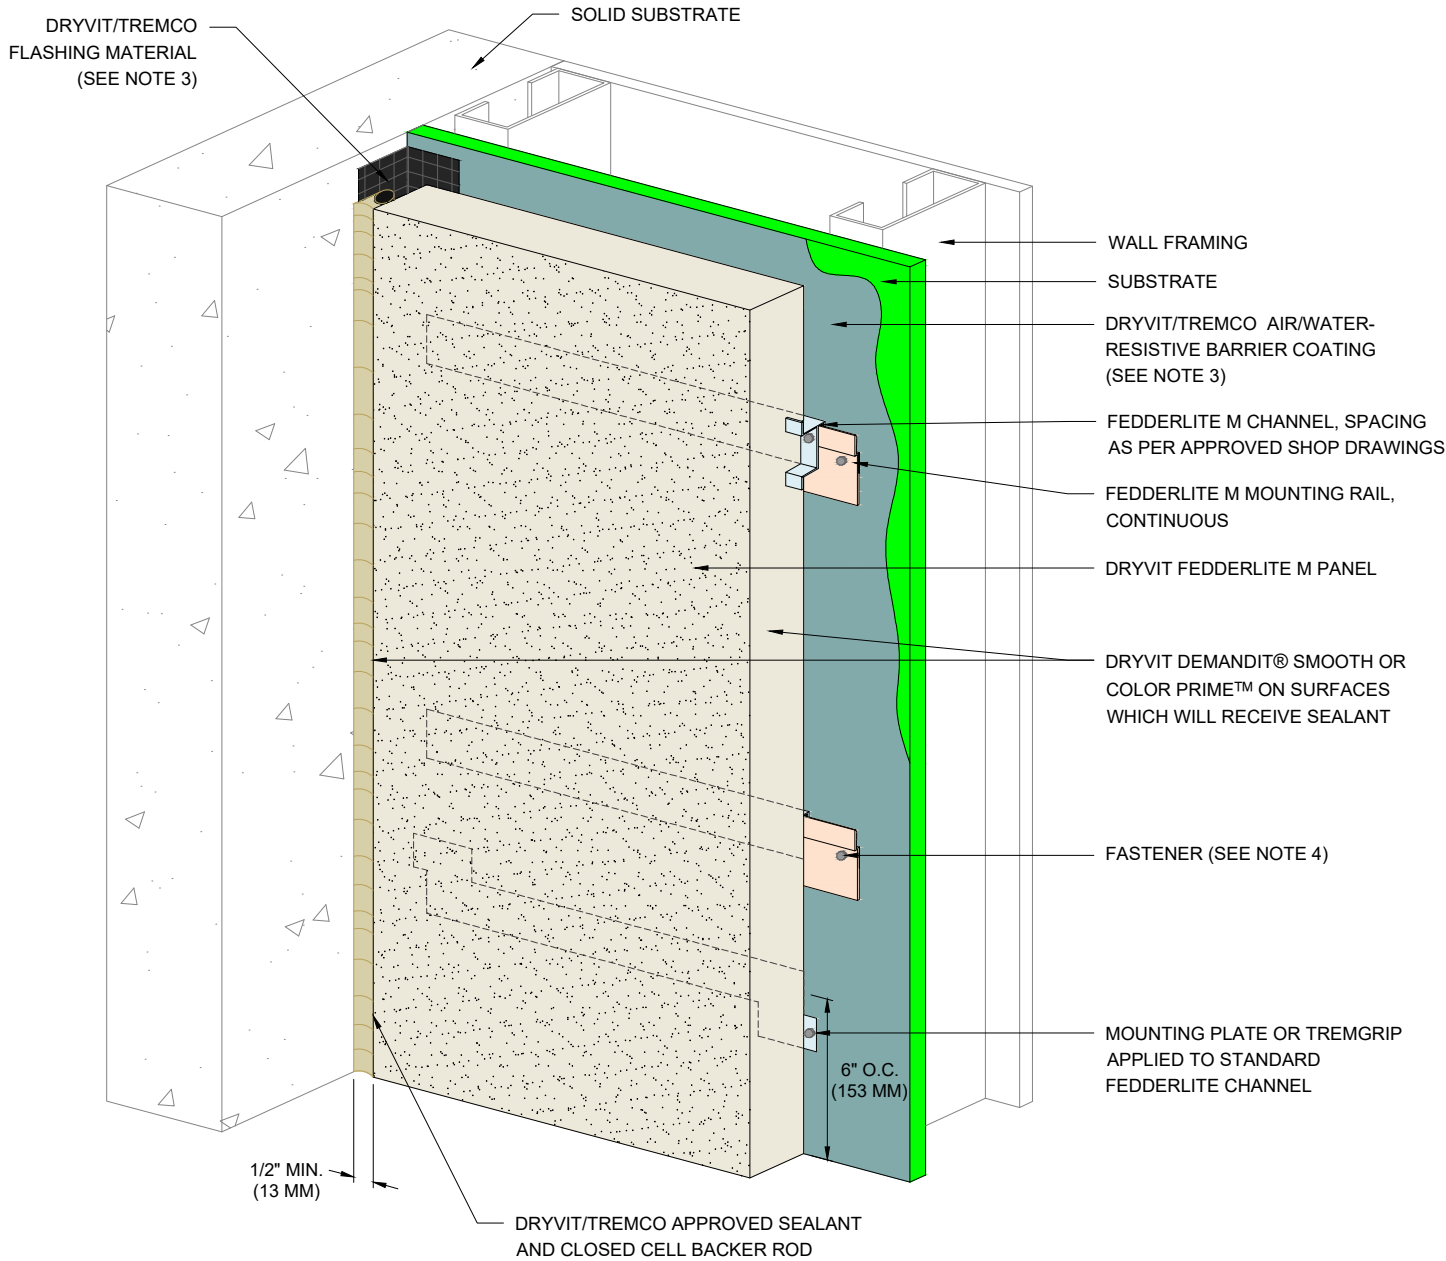 DRYVIT/TREMCO
FLASHING MATERIAL
(SEE NOTE 3)
SOLID SUBSTRATE
WALL FRAMING
SUBSTRATE
DRYVIT/TREMCO AIR/WATER-
RESISTIVE BARRIER COATING
(SEE NOTE 3)
FEDDERLITE M CHANNEL, SPACING
AS PER APPROVED SHOP DRAWINGS
FEDDERLITE M MOUNTING RAIL,
CONTINUOUS
DRYVIT FEDDERLITE M PANEL
DRYVIT DEMANDIT® SMOOTH OR
COLOR PRIME™ ON SURFACES
WHICH WILL RECEIVE SEALANT
FASTENER (SEE NOTE 4)
MOUNTING PLATE OR TREMGRIP
APPLIED TO STANDARD
FEDDERLITE CHANNEL
6" O.C.
(153 MM)
1/2" MIN.
(13 MM)
DRYVIT/TREMCO APPROVED SEALANT
AND CLOSED CELL BACKER ROD